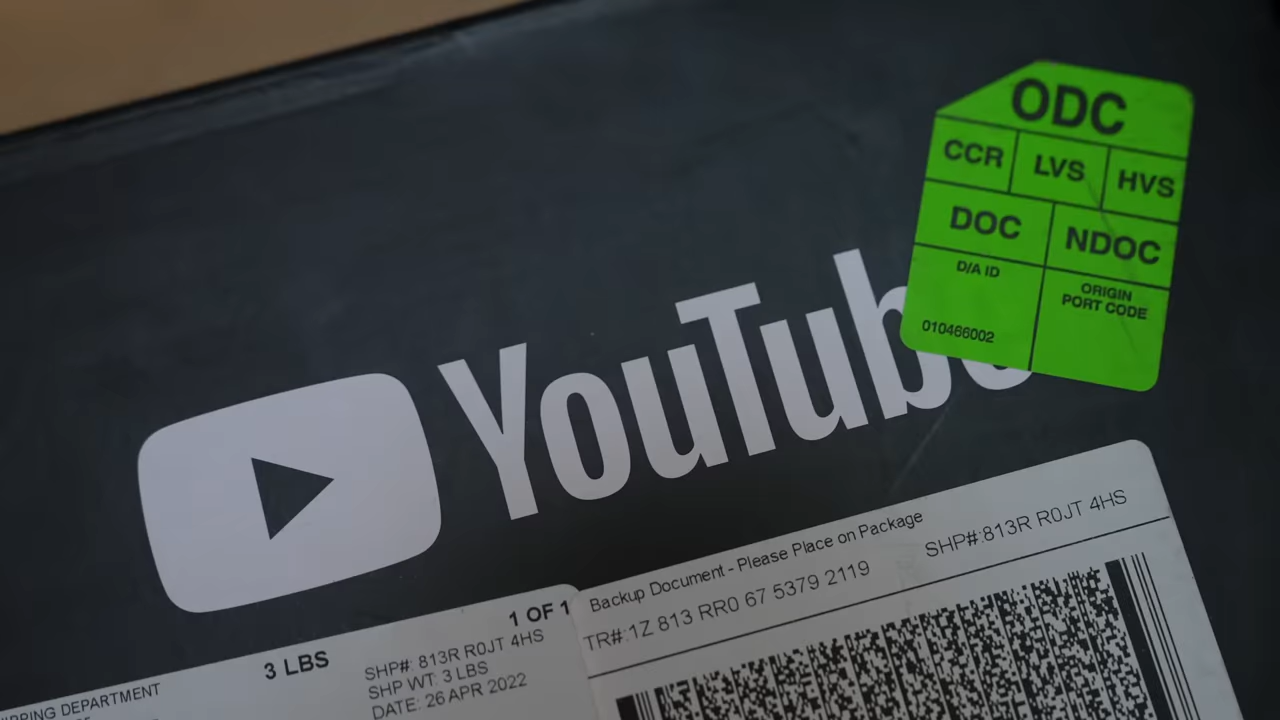 ODC
CCR LVS HVS
DOC NDOC
D/A ID
ORIGIN
PORT CODE
010466002
YouTube
Backup Document - Please Place on Package
TR#:1Z 813 RR0 67 5379 2119
SHP#:813R R0JT 4HS
1 OF 1
3 LBS
SHP#: 813R R0JT 4HS
SHP WT: 3 LBS
DATE: 26 APR 2022
DEPARTMENT